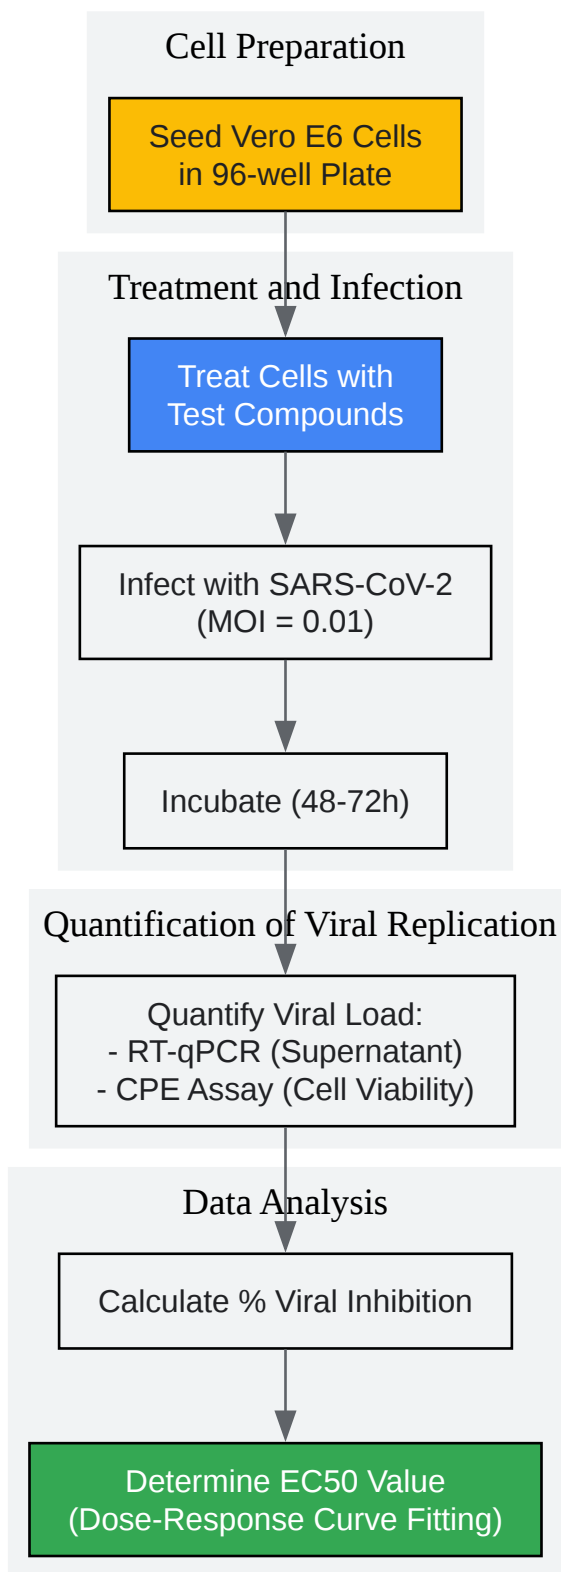 Cell Preparation
Seed Vero E6 Cells
in 96-well Plate
Treatment and Infection
Treat Cells with
Test Compounds
Infect with SARS-CoV-2
(MOI = 0.01)
Incubate (48-72h)
Quantification of Viral Replication
Quantify Viral Load:
- RT-qPCR (Supernatant)
- CPE Assay (Cell Viability)
Data Analysis
Calculate % Viral Inhibition
Determine EC50 Value
(Dose-Response Curve Fitting)